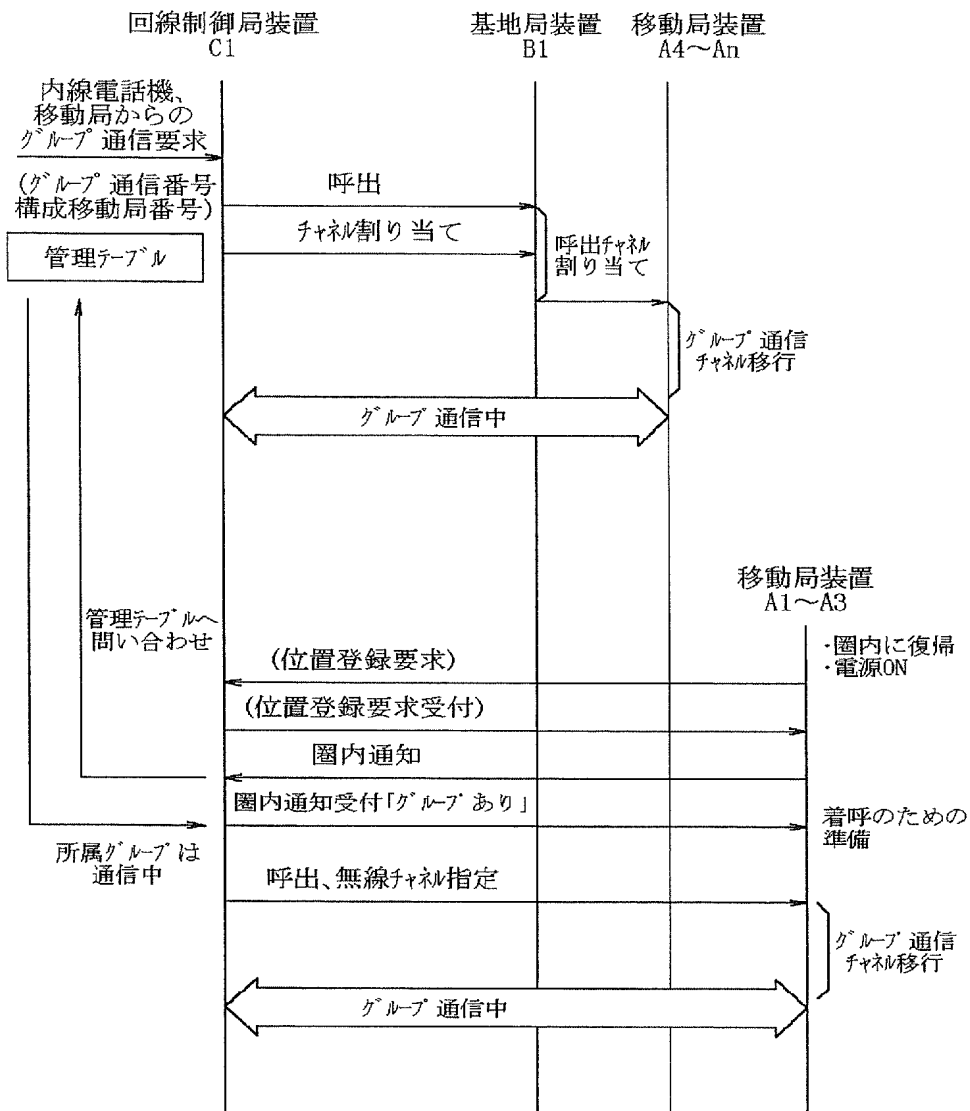 回線制御局装置
C1
基地局装置
B1
移動局装置
A4～An
内線電話機、
移動局からの
グループ通信要求
(グループ通信番号
構成移動局番号)
管理テーブル
呼出
チャネル割り当て
呼出チャネル
割り当て
グループ通信
チャネル移行
グループ通信中
移動局装置
A1～A3
・圏内に復帰
・電源ON
管理テーブルへ
問い合わせ
(位置登録要求)
(位置登録要求受付)
圏内通知
圏内通知受付「グループあり」
着呼のための
準備
所属グループは
通信中
呼出、無線チャネル指定
グループ通信
チャネル移行
グループ通信中